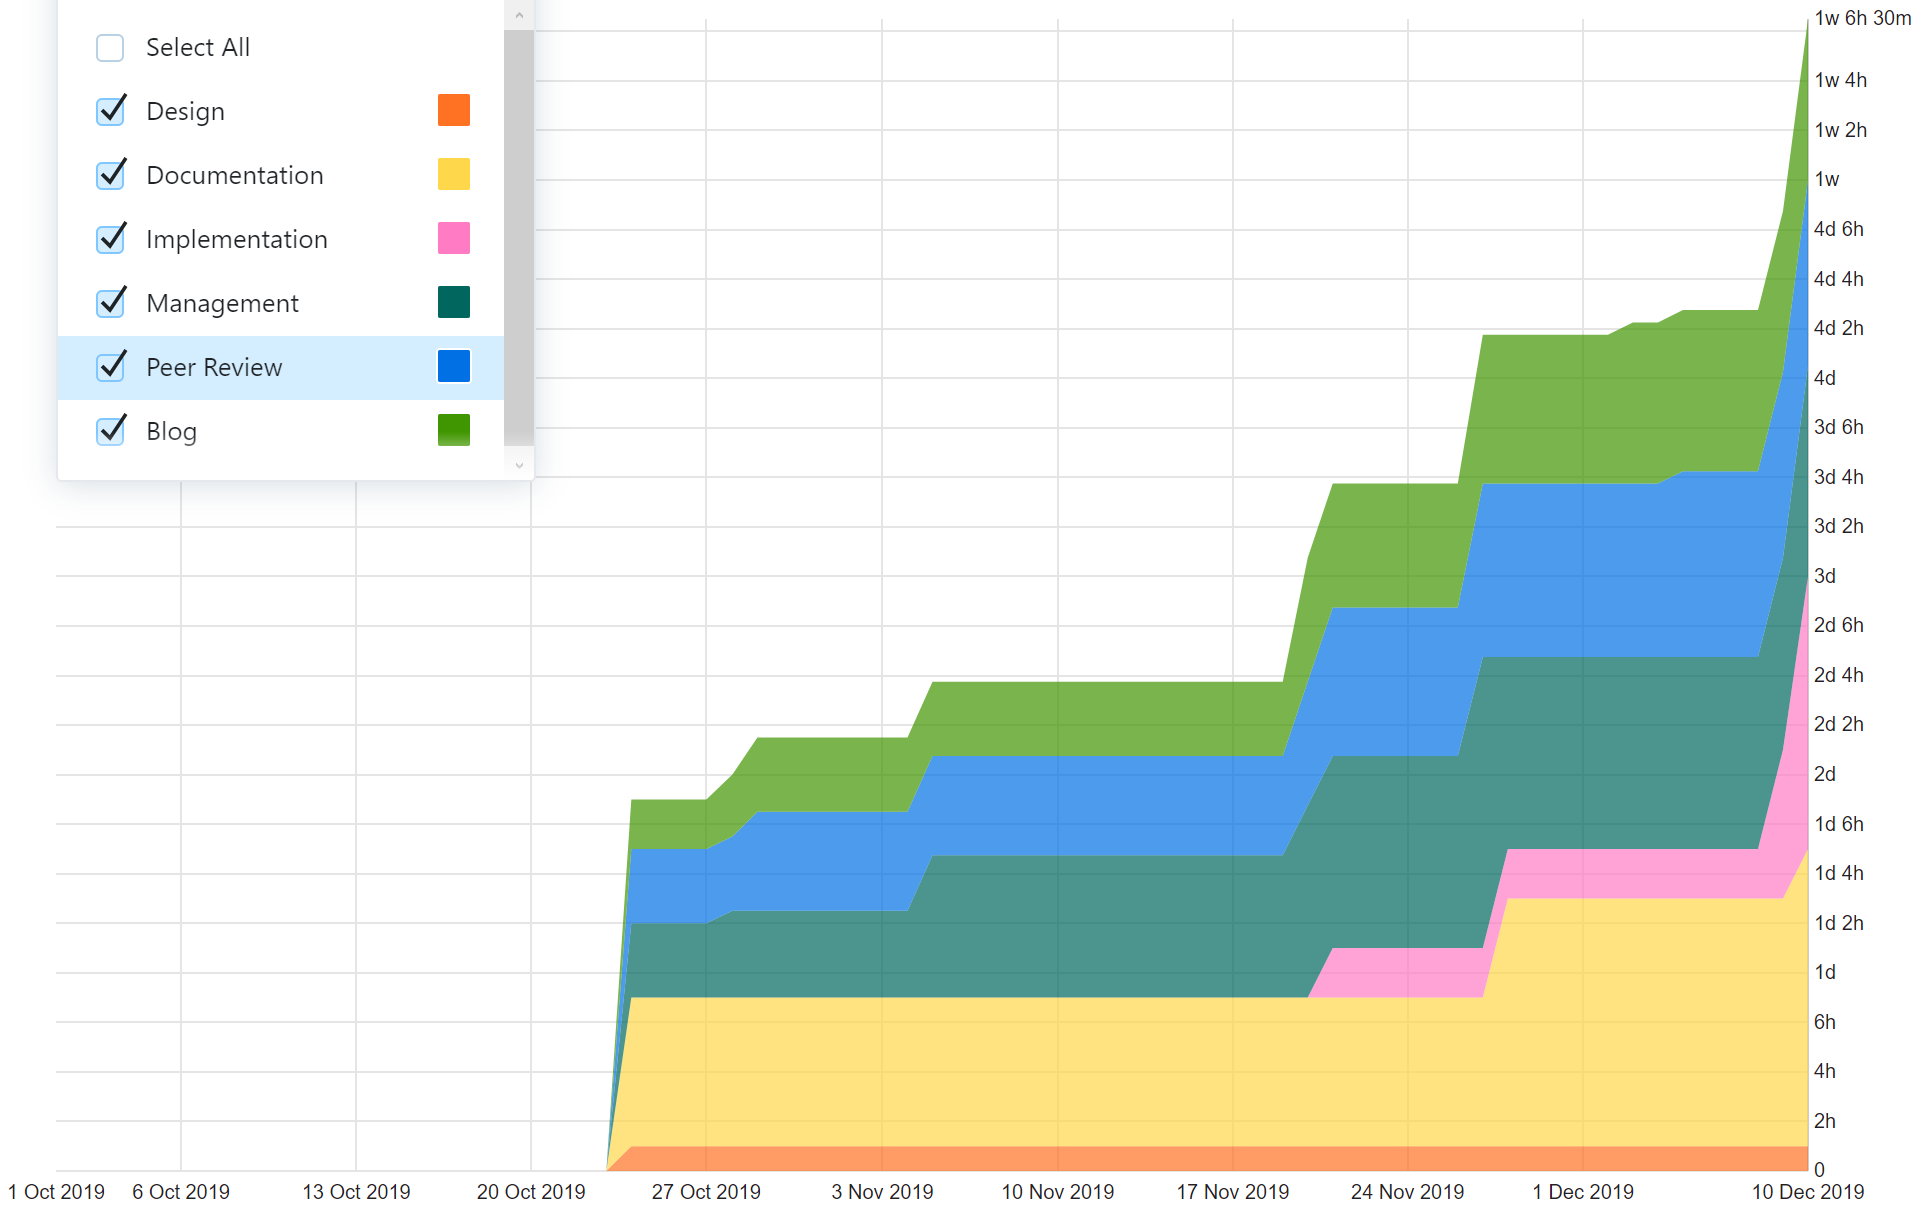 Select All
Design
Documentation
Implementation
Management
Peer Review
Blog
1w 6h 30m
1w 4h
1w 2h
1w
4d 6h
4d 4h
4d 2h
4d
3d 6h
3d 4h
3d 2h
3d
2d 6h
2d 4h
2d 2h
2d
1d 6h
1d 4h
1d 2h
1d
6h
4h
2h
0
1 Oct 2019 6 Oct 2019 13 Oct 2019 20 Oct 2019 27 Oct 2019 3 Nov 2019 10 Nov 2019 17 Nov 2019 24 Nov 2019 1 Dec 2019 10 Dec 2019